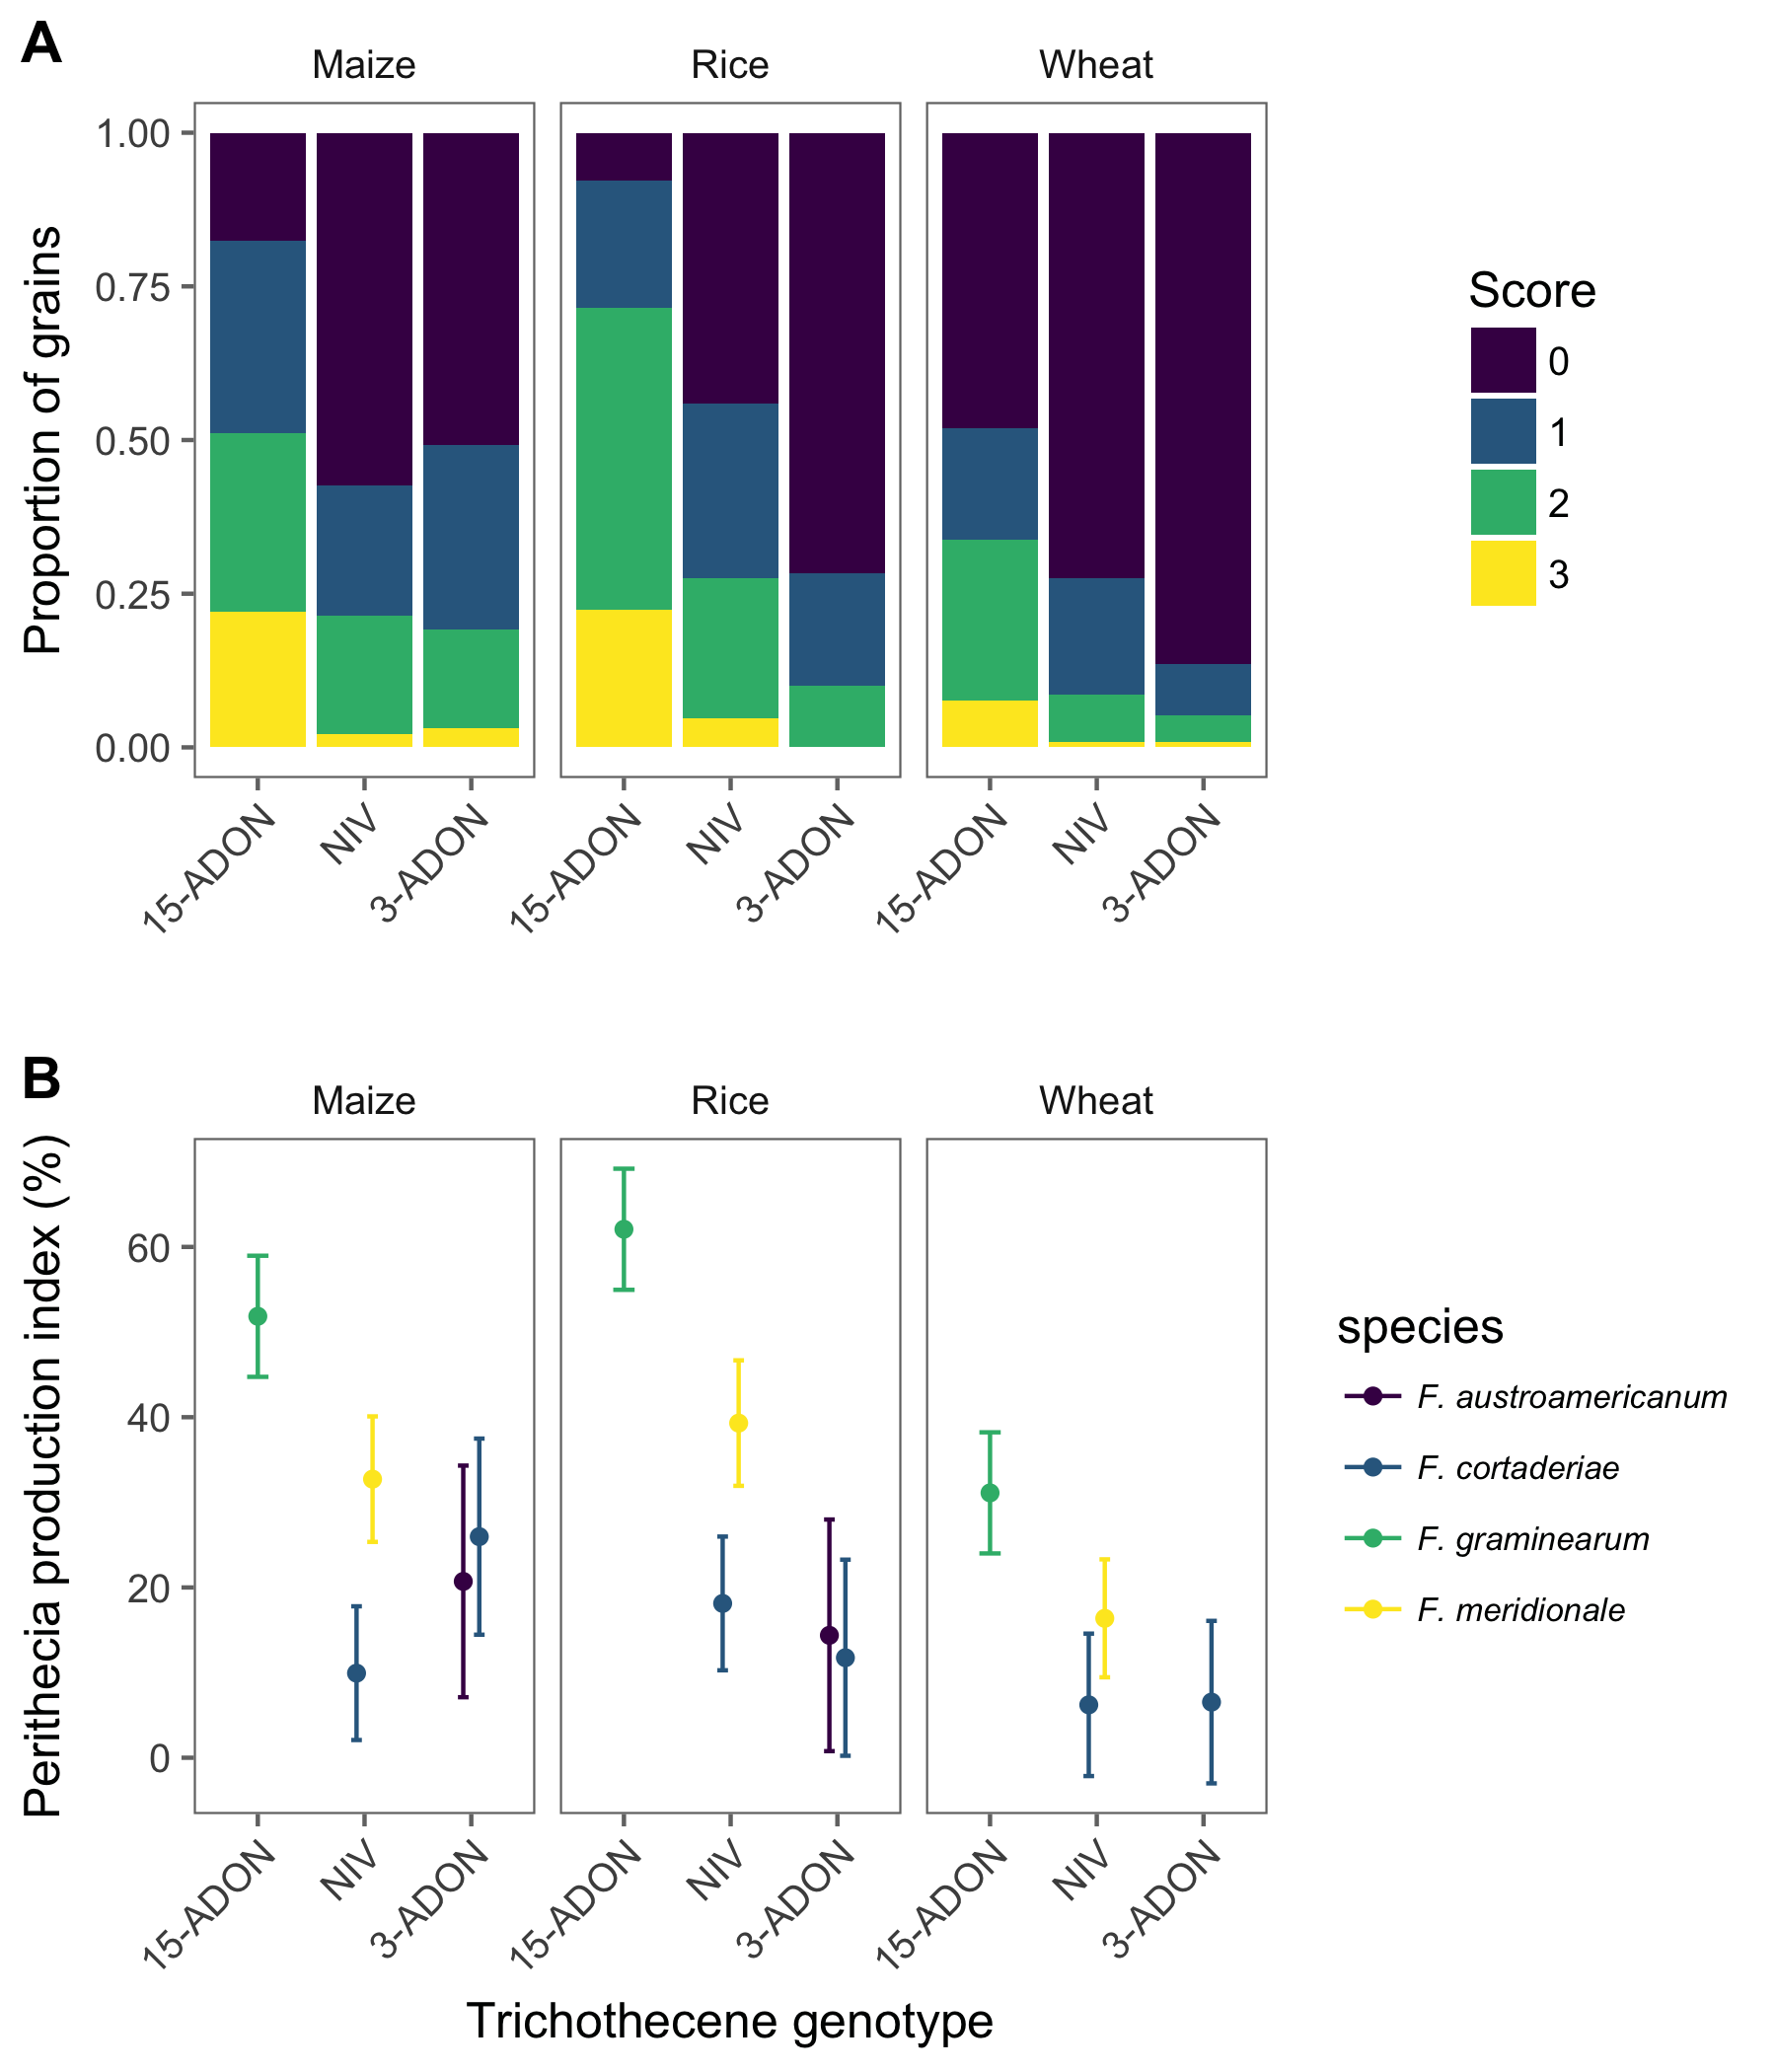 A
Maize Rice Wheat
Proportion of grains
1.00
0.75
0.50
0.25
0.00
15-ADON NIV 3-ADON 15-ADON NIV 3-ADON 15-ADON NIV 3-ADON
Score
0
1
2
3
B
Maize Rice Wheat
Perithecia production index (%)
60
40
20
0
15-ADON NIV 3-ADON 15-ADON NIV 3-ADON 15-ADON NIV 3-ADON
Trichothecene genotype
species
F. austroamericanum
F. cortaderiae
F. graminearum
F. meridionale